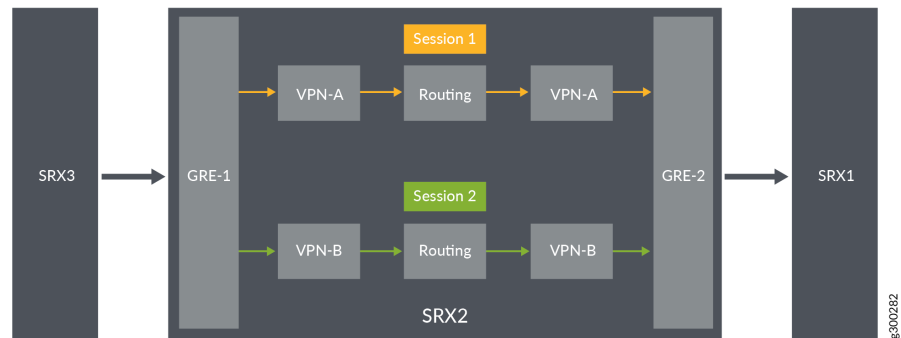 Session 1
VPN-A
Routing
VPN-A
SRX3
GRE-1
GRE-2
SRX1
Session 2
VPN-B
Routing
VPN-B
SRX2
g300282